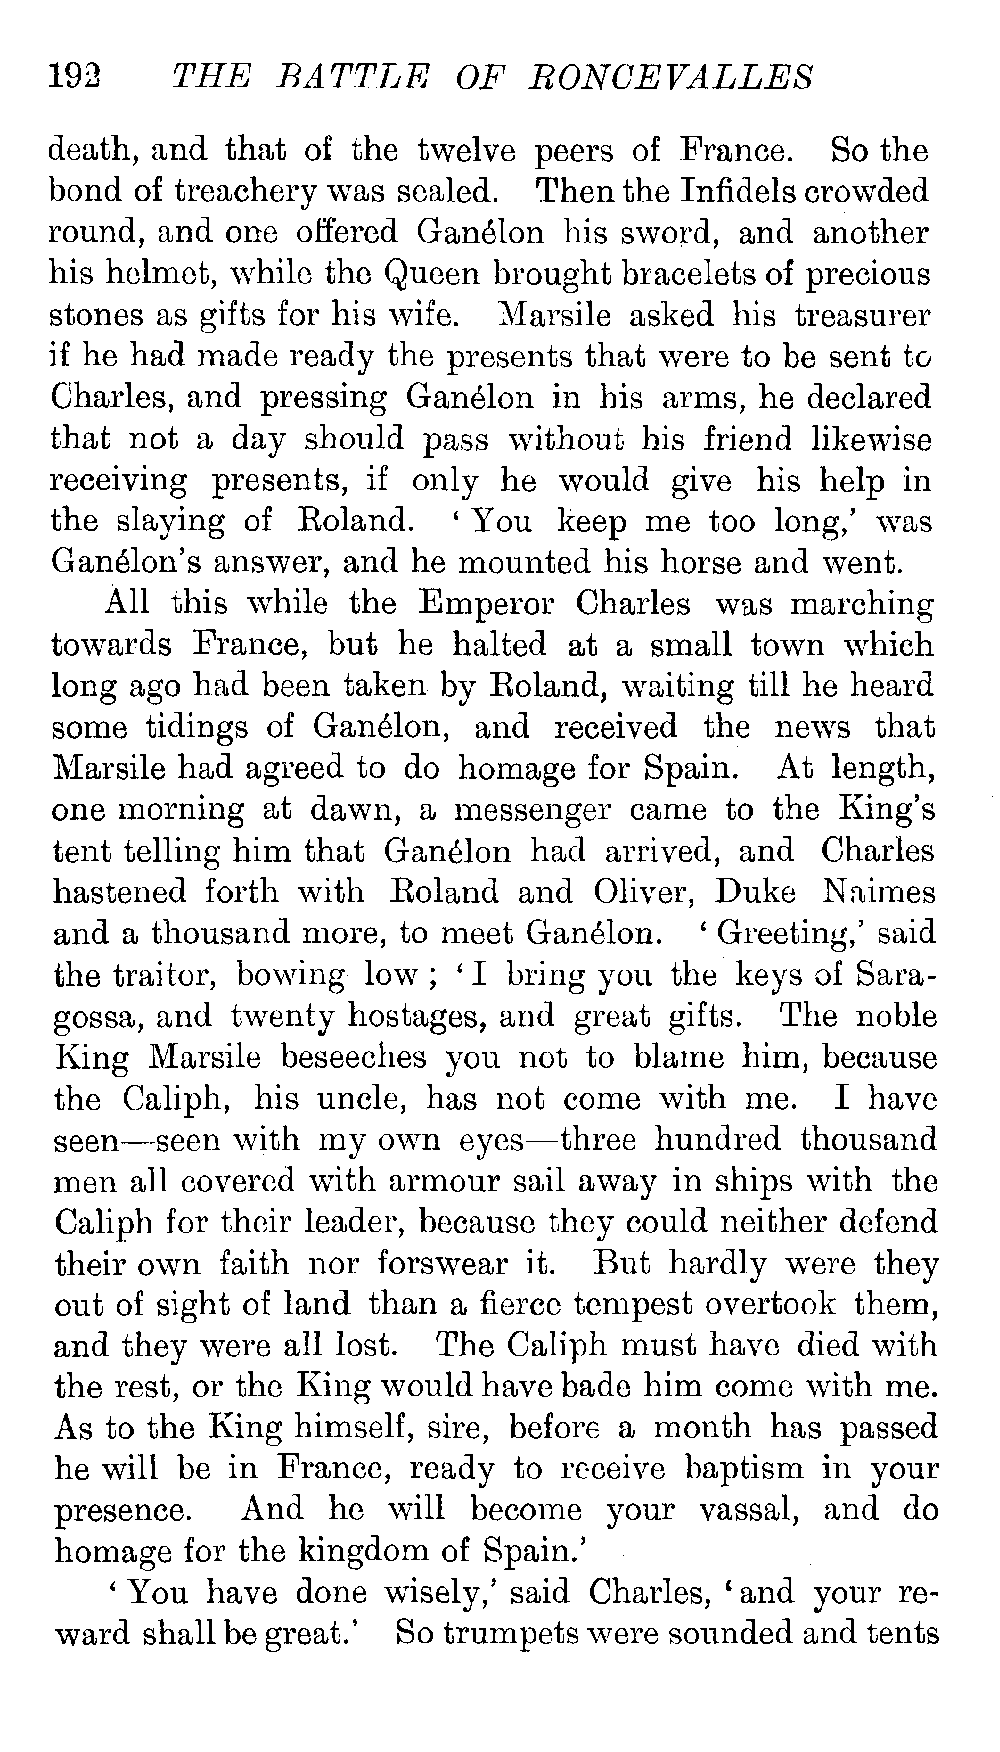 192 THE BATTLE OF RONCEVALLES
death, and that of the twelve peers of France. So the
bond of treachery was sealed. Then the Infidels crowded
round, and one offered Ganélon his sword, and another
his helmet, while the Queen brought bracelets of precious
stones as gifts for his wife. Marsile asked his treasurer
if he had made ready the presents that were to be sent to
Charles, and pressing Ganélon in his arms, he declared
that not a day should pass without his friend likewise
receiving presents, if only he would give his help in
the slaying of Roland. ‘ You keep me too long,’ was
Ganélon’s answer, and he mounted his horse and went.
All this while the Emperor Charles was marching
towards France, but he halted at a small town which
long ago had been taken by Roland, waiting till he heard
some tidings of Ganélon, and received the news that
Marsile had agreed to do homage for Spain. At length,
one morning at dawn, a messenger came to the King’s
tent telling him that Ganélon had arrived, and Charles
hastened forth with Roland and Oliver, Duke Naimes
and a thousand more, to meet Ganélon. ‘ Greeting,’ said
the traitor, bowing low ; ‘ I bring you the keys of Sara-
gossa, and twenty hostages, and great gifts. The noble
King Marsile beseeches you not to blame him, because
the Caliph, his uncle, has not come with me. I have
seen—seen with my own eyes—three hundred thousand
men all covered with armour sail away in ships with the
Caliph for their leader, because they could neither defend
their own faith nor forswear it. But hardly were they
out of sight of land than a fierce tempest overtook them,
and they were all lost. The Caliph must have died with
the rest, or the King would have bade him come with me.
As to the King himself, sire, before a month has passed
he will be in France, ready to receive baptism in your
presence. And he will become your vassal, and do
homage for the kingdom of Spain.’
‘ You have done wisely,’ said Charles, ‘ and your re-
ward shall be great.’ So trumpets were sounded and tents